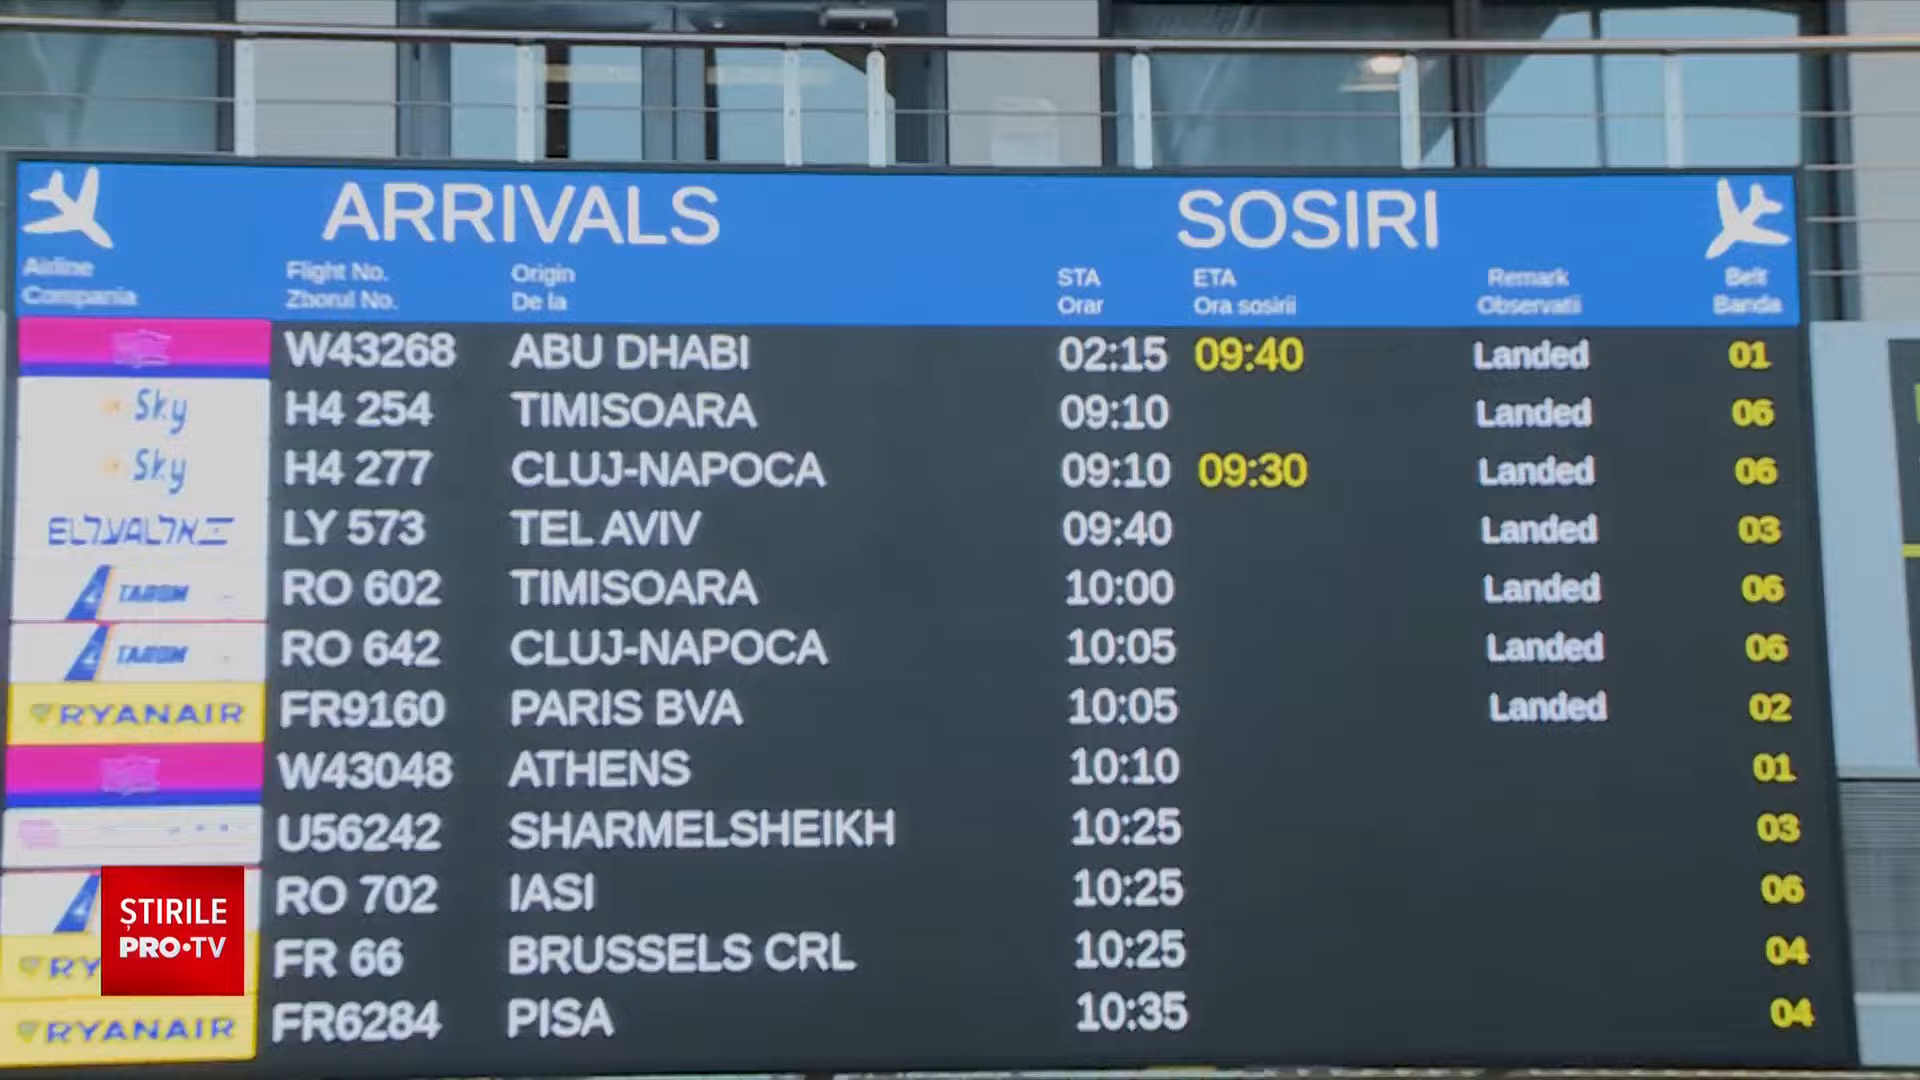 ARRIVALS SOSIRI
Airline Flight No. Origin STA ETA Remark Belt
Compania Zborul No. De la Orar Ora sosirii Observatii Banda
W43268 ABU DHABI 02:15 09:40 Landed 01
Sky H4 254 TIMISOARA 09:10 Landed 06
Sky H4 277 CLUJ-NAPOCA 09:10 09:30 Landed 06
LY 573 TEL AVIV 09:40 Landed 03
TAROM RO 602 TIMISOARA 10:00 Landed 06
TAROM RO 642 CLUJ-NAPOCA 10:05 Landed 06
RYANAIR FR9160 PARIS BVA 10:05 Landed 02
W43048 ATHENS 10:10 01
U56242 SHARMELSHEIKH 10:25 03
RO 702 IASI 10:25 06
RY FR 66 BRUSSELS CRL 10:25 04
RYANAIR FR6284 PISA 10:35 04
ȘTIRILE
PRO•TV